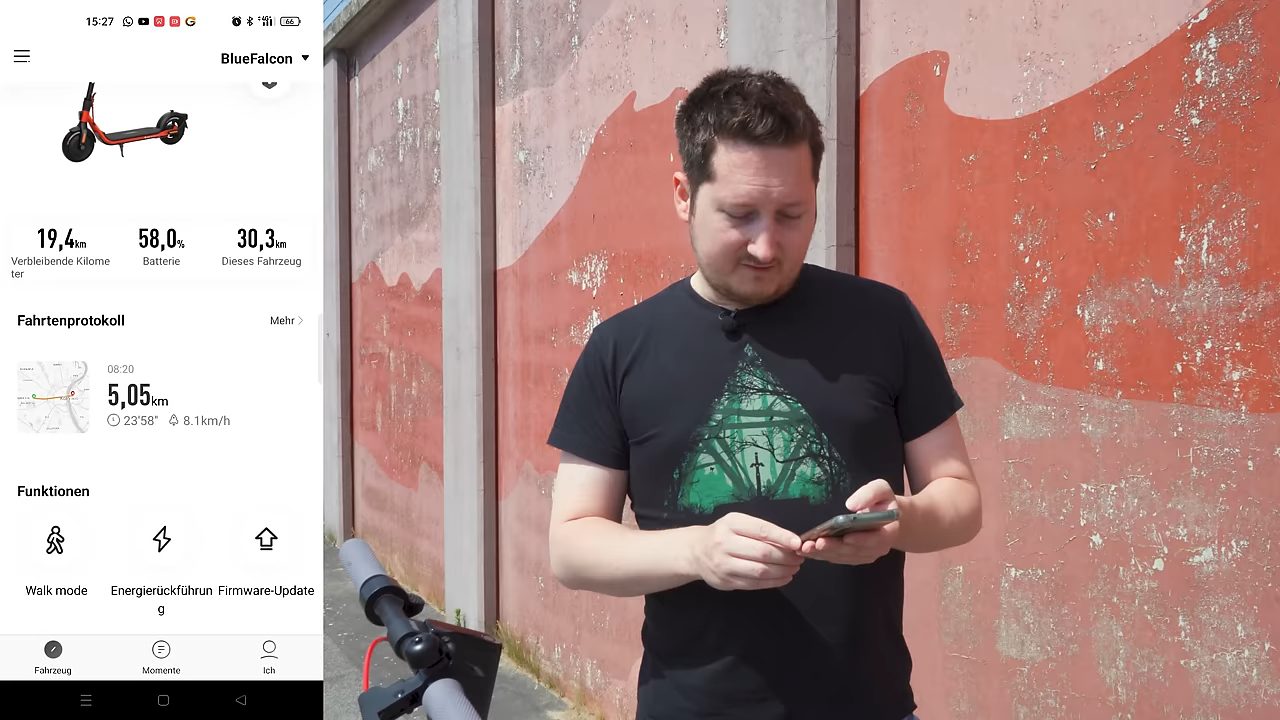 15:27
66
BlueFalcon
19,4km
58,0%
30,3km
Verbleibende Kilome
ter
Batterie
Dieses Fahrzeug
Fahrtenprotokoll
Mehr
08:20
5,05km
23'58"
8.1km/h
Funktionen
Walk mode
Energierückführun
g
Firmware-Update
Fahrzeug
Momente
Ich